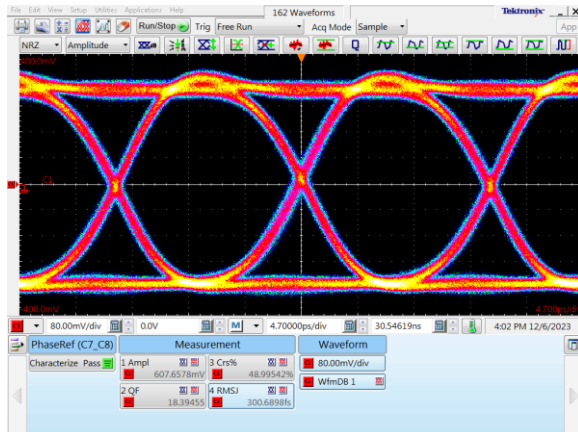 File Edit View Setup Utilities Applications Help
162 Waveforms
Tektronix
Run/Stop Trig Free Run Acq Mode Sample App
NRZ Amplitude
400.0mV
C1
-400.0mV
4.700ps/div
C1 80.00mV/div 0.0V M 4.70000ps/div 30.54619ns 4:02 PM 12/6/2023
PhaseRef (C7_C8) Measurement Waveform
Characterize Pass
1 Ampl
607.6578mV
3 Crs%
48.99542%
80.00mV/div
2 QF
18.39455
4 RMSJ
300.6898fs
WfmDB 1